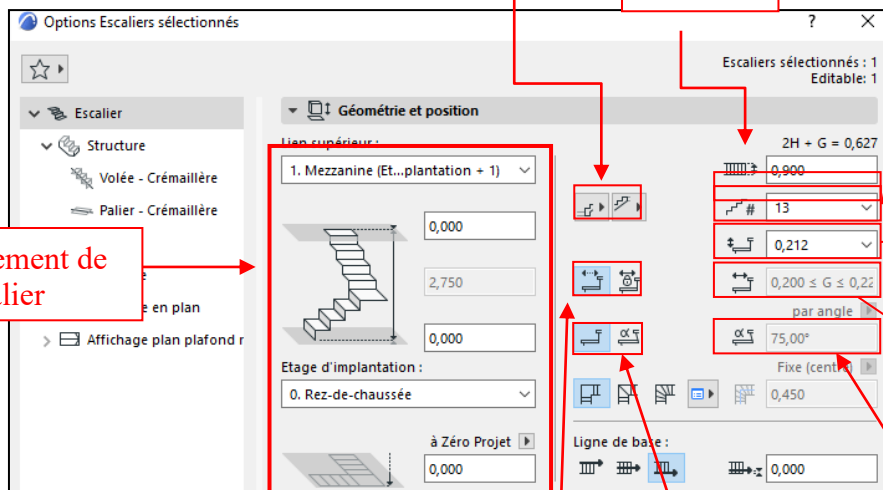 Options Escaliers sélectionnés
?
Escaliers sélectionnés : 1
Editable: 1
Escalier
Structure
Volée - Crémaillère
Palier - Crémaillère
ement de
lier
e en plan
Affichage plan plafond r
Géométrie et position
Lien supérieur :
1. Mezzanine (Et...plantation + 1)
0,000
2,750
0,000
Etage d'implantation :
0. Rez-de-chaussée
à Zéro Projet
0,000
2H + G = 0,627
0,900
# 13
0,212
0,200 ≤ G ≤ 0,22
par angle
α
α
75,00°
Fixe (centre)
0,450
Ligne de base :
0,000